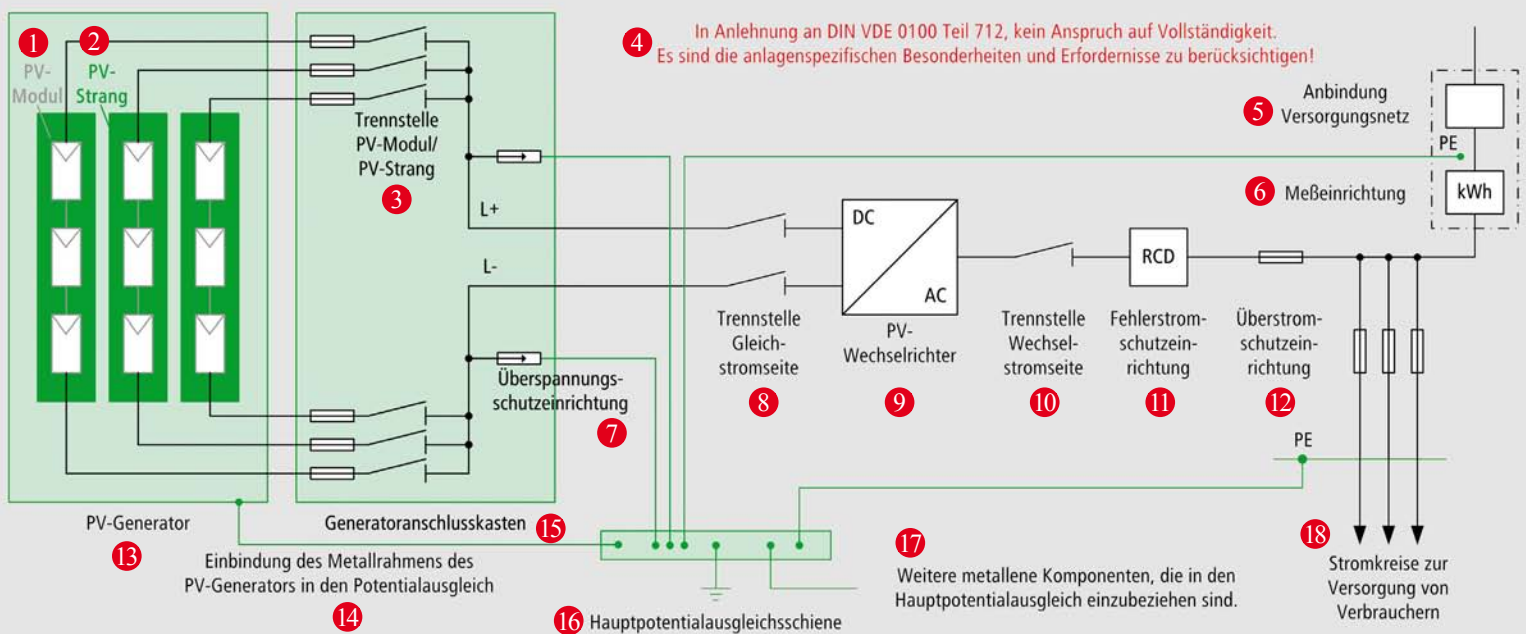 1
PV-
Modul
2
PV-
Strang
Trennstelle
PV-Modul/
PV-Strang
3
4
In Anlehnung an DIN VDE 0100 Teil 712, kein Anspruch auf Vollständigkeit.
Es sind die anlagenspezifischen Besonderheiten und Erfordernisse zu berücksichtigen!
5
Anbindung
Versorgungsnetz
PE
6
Meßeinrichtung
kWh
L+
L-
Überspannungs-
schutzeinrichtung
7
Trennstelle
Gleich-
stromseite
8
DC
AC
PV-
Wechselrichter
9
Trennstelle
Wechsel-
stromseite
10
RCD
Fehlerstrom-
schutzein-
richtung
11
Überstrom-
schutzein-
richtung
12
PE
PV-Generator
13
Einbindung des Metallrahmens des
PV-Generators in den Potentialausgleich
14
Generatoranschlusskasten
15
16
Hauptpotentialausgleichsschiene
17
Weitere metallene Komponenten, die in den
Hauptpotentialausgleich einzubeziehen sind.
18
Stromkreise zur
Versorgung von
Verbrauchern